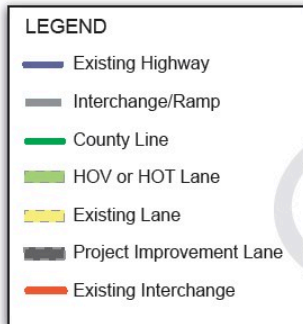 LEGEND
Existing Highway
Interchange/Ramp
County Line
HOV or HOT Lane
Existing Lane
Project Improvement Lane
Existing Interchange